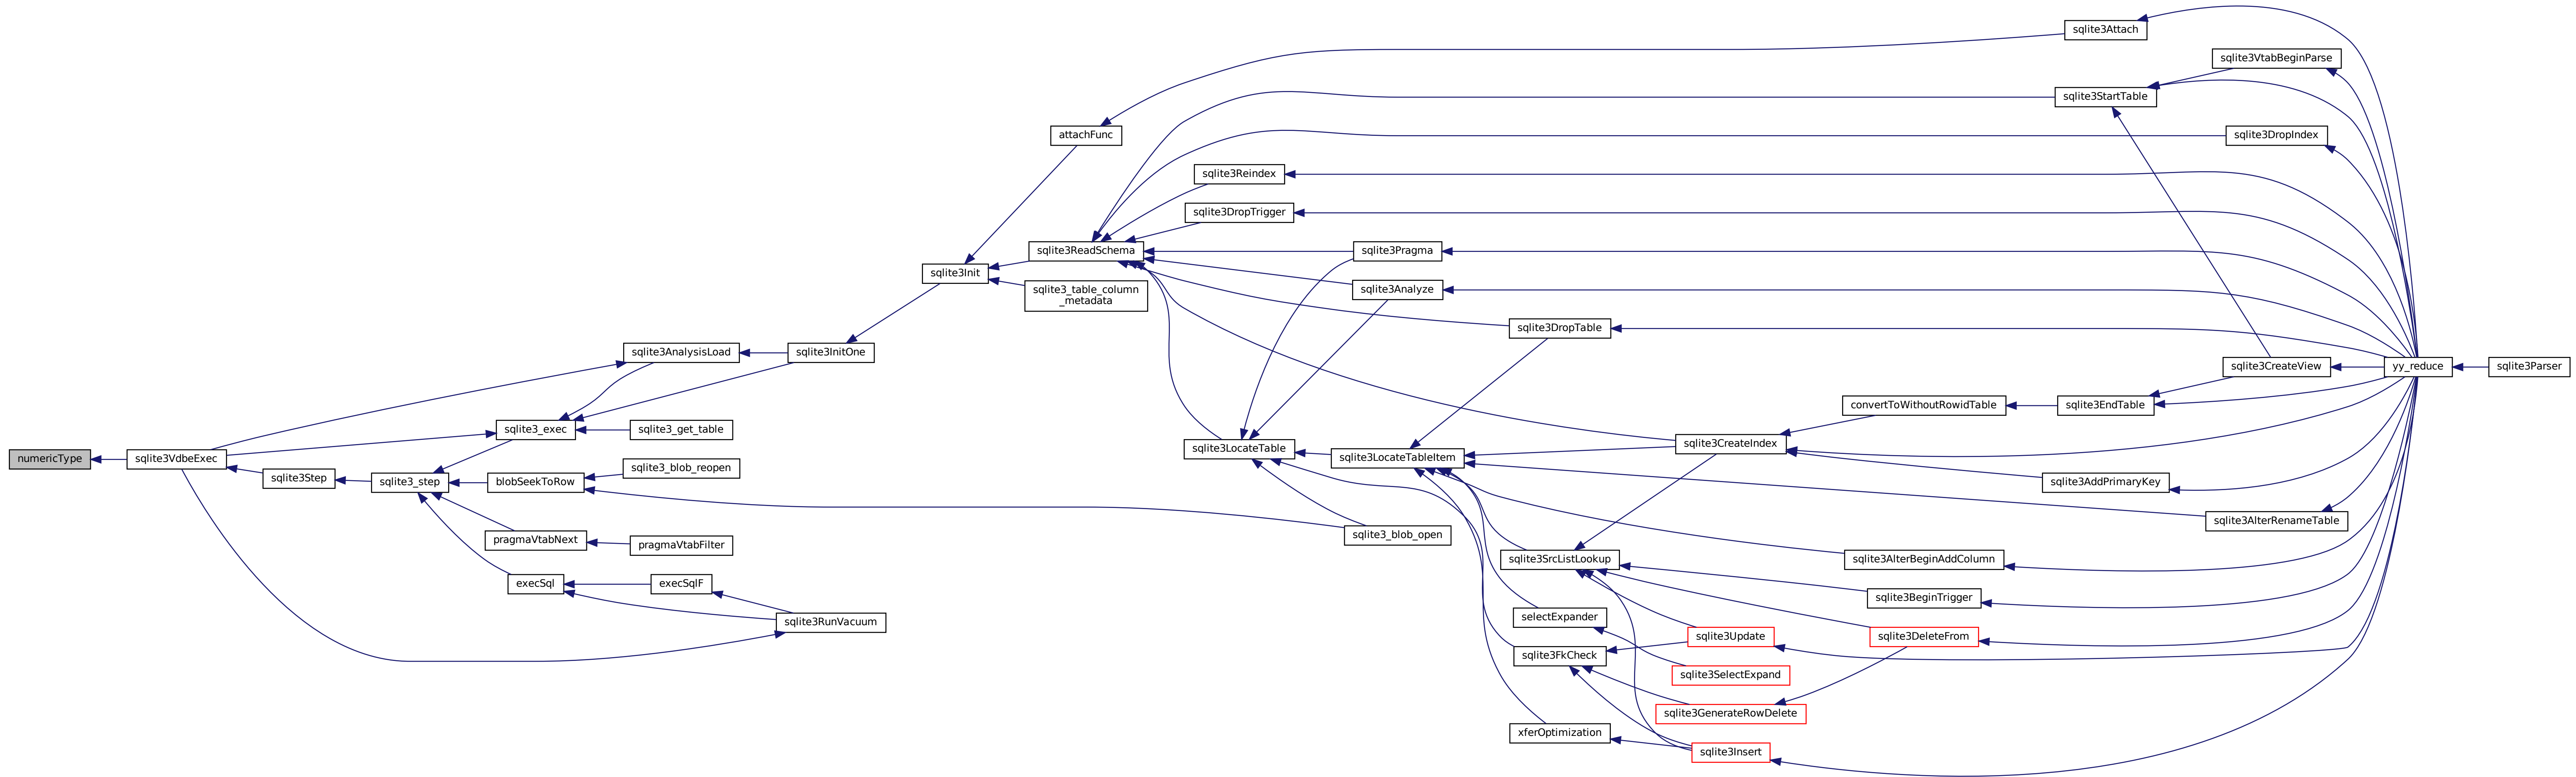 numericType
sqlite3VdbeExec
sqlite3AnalysisLoad
sqlite3_exec
sqlite3Step
sqlite3_step
sqlite3InitOne
sqlite3_get_table
blobSeekToRow
sqlite3_blob_reopen
pragmaVtabNext
pragmaVtabFilter
execSql
execSqlF
sqlite3RunVacuum
sqlite3Init
attachFunc
sqlite3ReadSchema
sqlite3_table_column
_metadata
sqlite3Reindex
sqlite3DropTrigger
sqlite3LocateTable
sqlite3Pragma
sqlite3Analyze
sqlite3LocateTableItem
sqlite3_blob_open
sqlite3DropTable
sqlite3SrcListLookup
selectExpander
sqlite3FkCheck
xferOptimization
sqlite3CreateIndex
sqlite3Update
sqlite3SelectExpand
sqlite3GenerateRowDelete
sqlite3Insert
convertToWithoutRowidTable
sqlite3AlterBeginAddColumn
sqlite3BeginTrigger
sqlite3DeleteFrom
sqlite3Attach
sqlite3StartTable
sqlite3EndTable
sqlite3AddPrimaryKey
sqlite3VtabBeginParse
sqlite3DropIndex
sqlite3CreateView
sqlite3AlterRenameTable
yy_reduce
sqlite3Parser